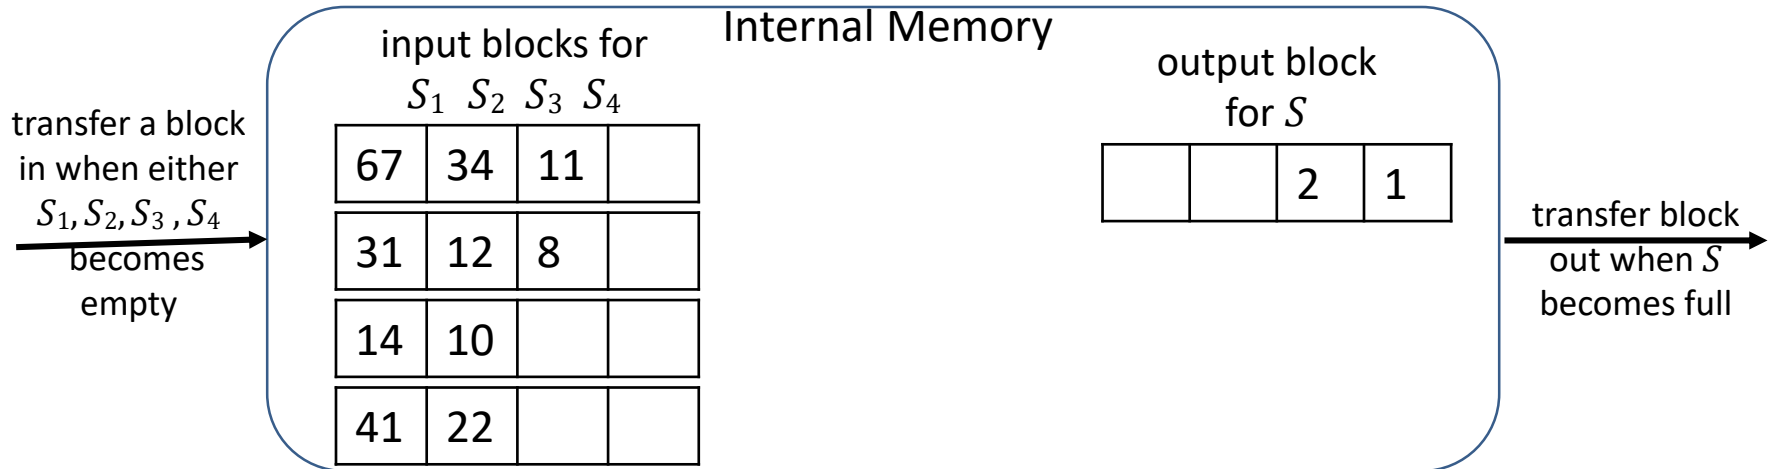 Internal Memory
transfer a block
in when either
S₁, S₂, S₃ , S₄
becomes
empty
input blocks for
S₁ S₂ S₃ S₄
67 34 11
31 12 8
14 10
41 22
output block
for S
2 1
transfer block
out when S
becomes full